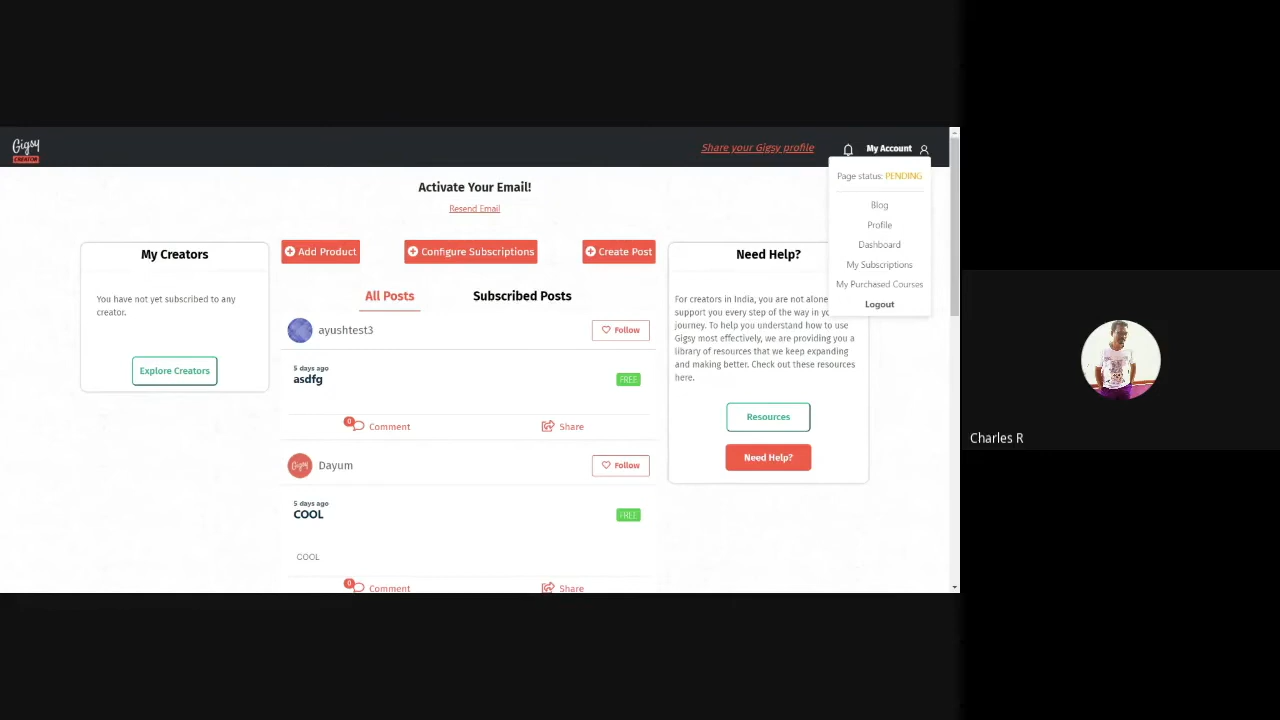 Gigsy
CREATOR
Share your Gigsy profile
My Account
Page status: PENDING
Blog
Profile
Dashboard
My Subscriptions
My Purchased Courses
Logout
Activate Your Email!
Resend Email
My Creators
You have not yet subscribed to any
creator.
Explore Creators
Add Product
Configure Subscriptions
Create Post
All Posts
Subscribed Posts
ayushtest3
Follow
5 days ago
asdfg
FREE
0
Comment
Share
Gigsy
Dayum
Follow
5 days ago
COOL
FREE
COOL
0
Comment
Share
Need Help?
For creators in India, you are not alone
support you every step of the way in yo
journey. To help you understand how to use
Gigsy most effectively, we are providing you a
library of resources that we keep expanding
and making better. Check out these resources
here.
Resources
Need Help?
Charles R